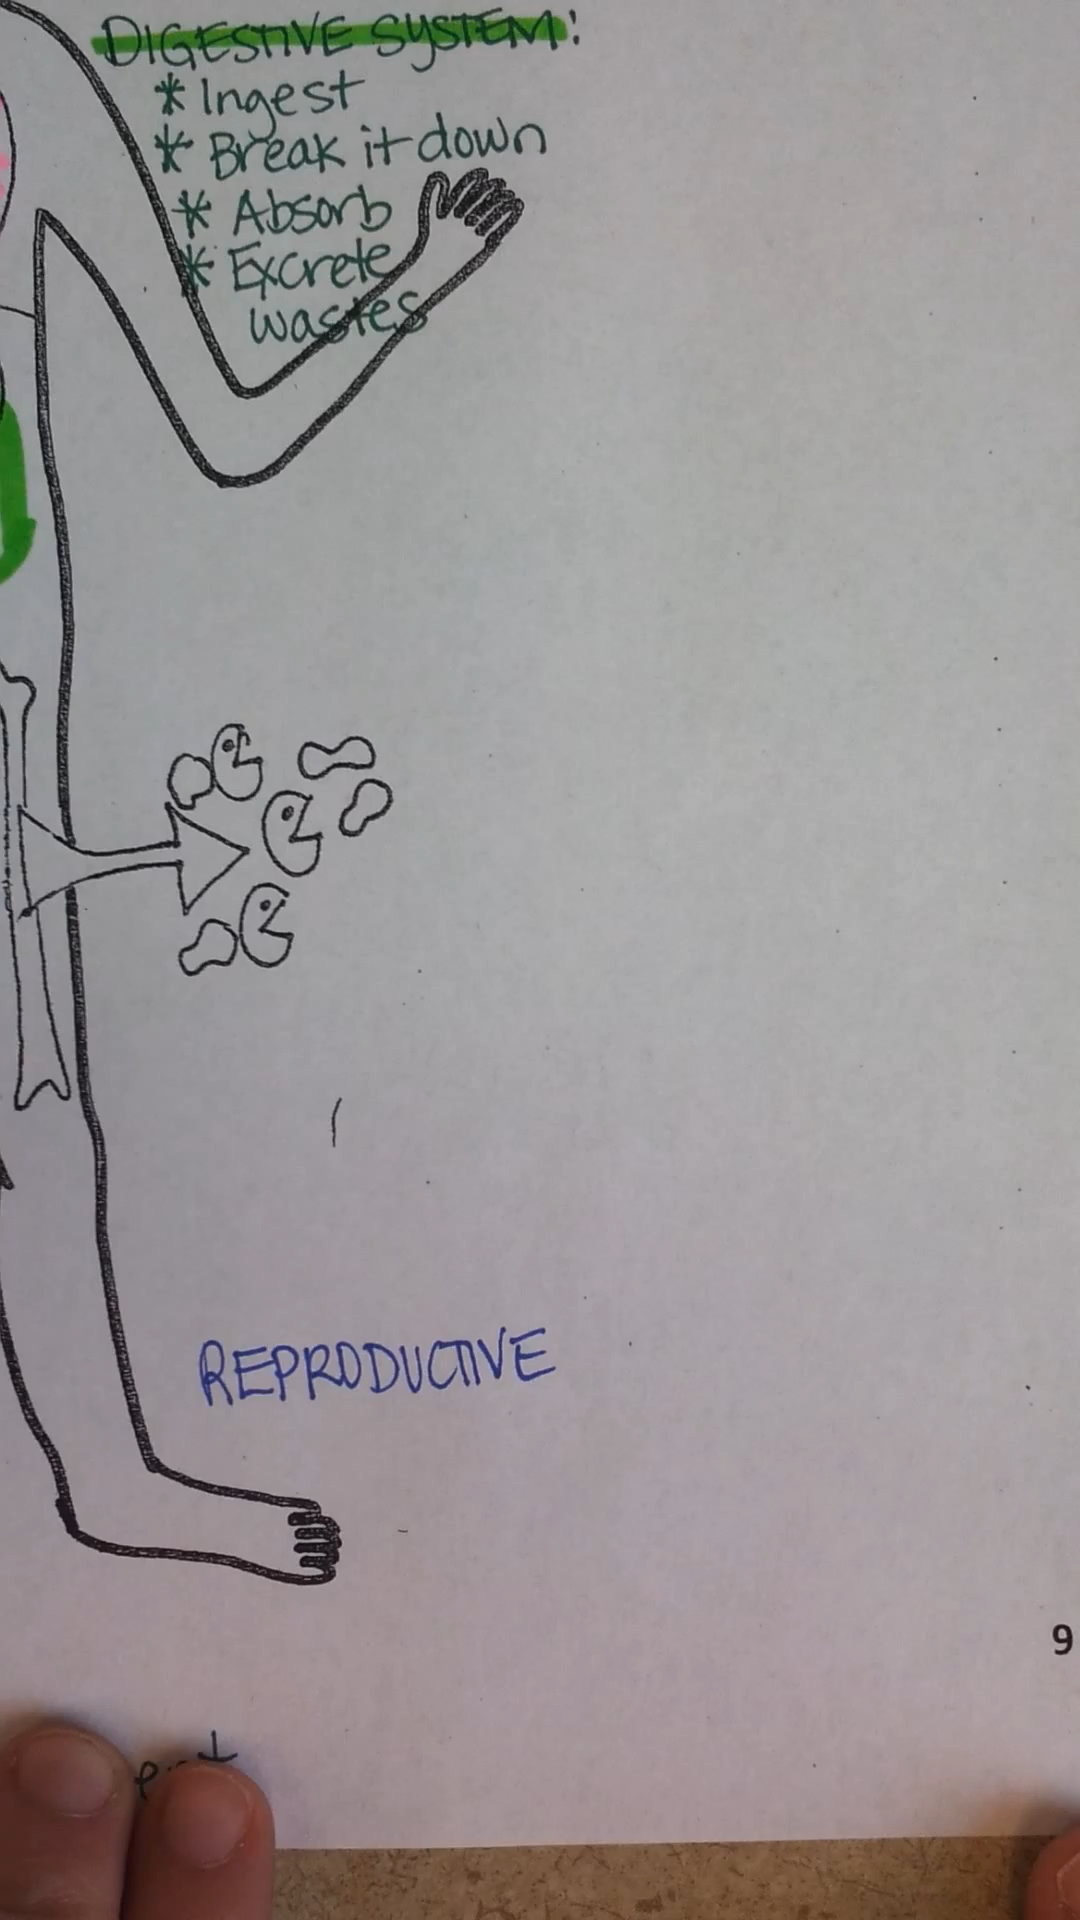 DIGESTIVE SYSTEM:
* Ingest
* Break it down
* Absorb
* Excrete
wastes
REPRODUCTIVE
9